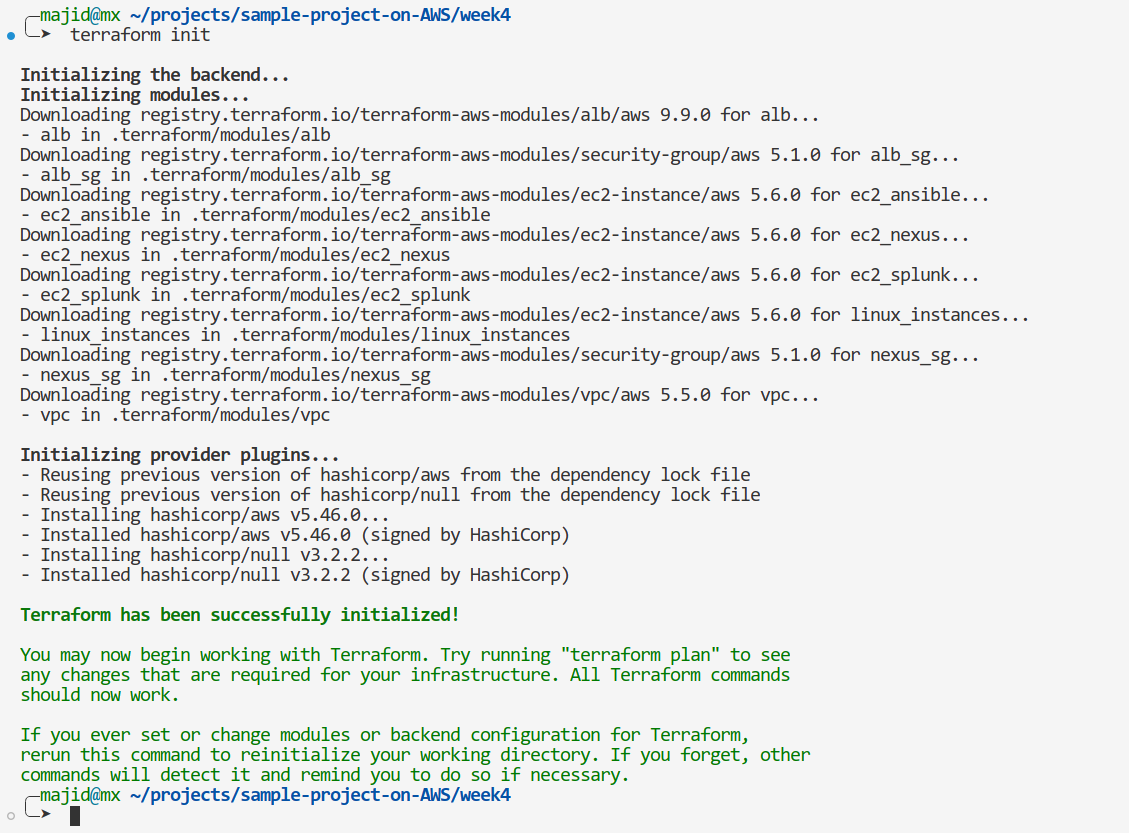 majid@mx ~/projects/sample-project-on-AWS/week4
terraform init
Initializing the backend...
Initializing modules...
Downloading registry.terraform.io/terraform-aws-modules/alb/aws 9.9.0 for alb...
- alb in .terraform/modules/alb
Downloading registry.terraform.io/terraform-aws-modules/security-group/aws 5.1.0 for alb_sg...
- alb_sg in .terraform/modules/alb_sg
Downloading registry.terraform.io/terraform-aws-modules/ec2-instance/aws 5.6.0 for ec2_ansible...
- ec2_ansible in .terraform/modules/ec2_ansible
Downloading registry.terraform.io/terraform-aws-modules/ec2-instance/aws 5.6.0 for ec2_nexus...
- ec2_nexus in .terraform/modules/ec2_nexus
Downloading registry.terraform.io/terraform-aws-modules/ec2-instance/aws 5.6.0 for ec2_splunk...
- ec2_splunk in .terraform/modules/ec2_splunk
Downloading registry.terraform.io/terraform-aws-modules/ec2-instance/aws 5.6.0 for linux_instances...
- linux_instances in .terraform/modules/linux_instances
Downloading registry.terraform.io/terraform-aws-modules/security-group/aws 5.1.0 for nexus_sg...
- nexus_sg in .terraform/modules/nexus_sg
Downloading registry.terraform.io/terraform-aws-modules/vpc/aws 5.5.0 for vpc...
- vpc in .terraform/modules/vpc
Initializing provider plugins...
- Reusing previous version of hashicorp/aws from the dependency lock file
- Reusing previous version of hashicorp/null from the dependency lock file
- Installing hashicorp/aws v5.46.0...
- Installed hashicorp/aws v5.46.0 (signed by HashiCorp)
- Installing hashicorp/null v3.2.2...
- Installed hashicorp/null v3.2.2 (signed by HashiCorp)
Terraform has been successfully initialized!
You may now begin working with Terraform. Try running "terraform plan" to see
any changes that are required for your infrastructure. All Terraform commands
should now work.
If you ever set or change modules or backend configuration for Terraform,
rerun this command to reinitialize your working directory. If you forget, other
commands will detect it and remind you to do so if necessary.
majid@mx ~/projects/sample-project-on-AWS/week4